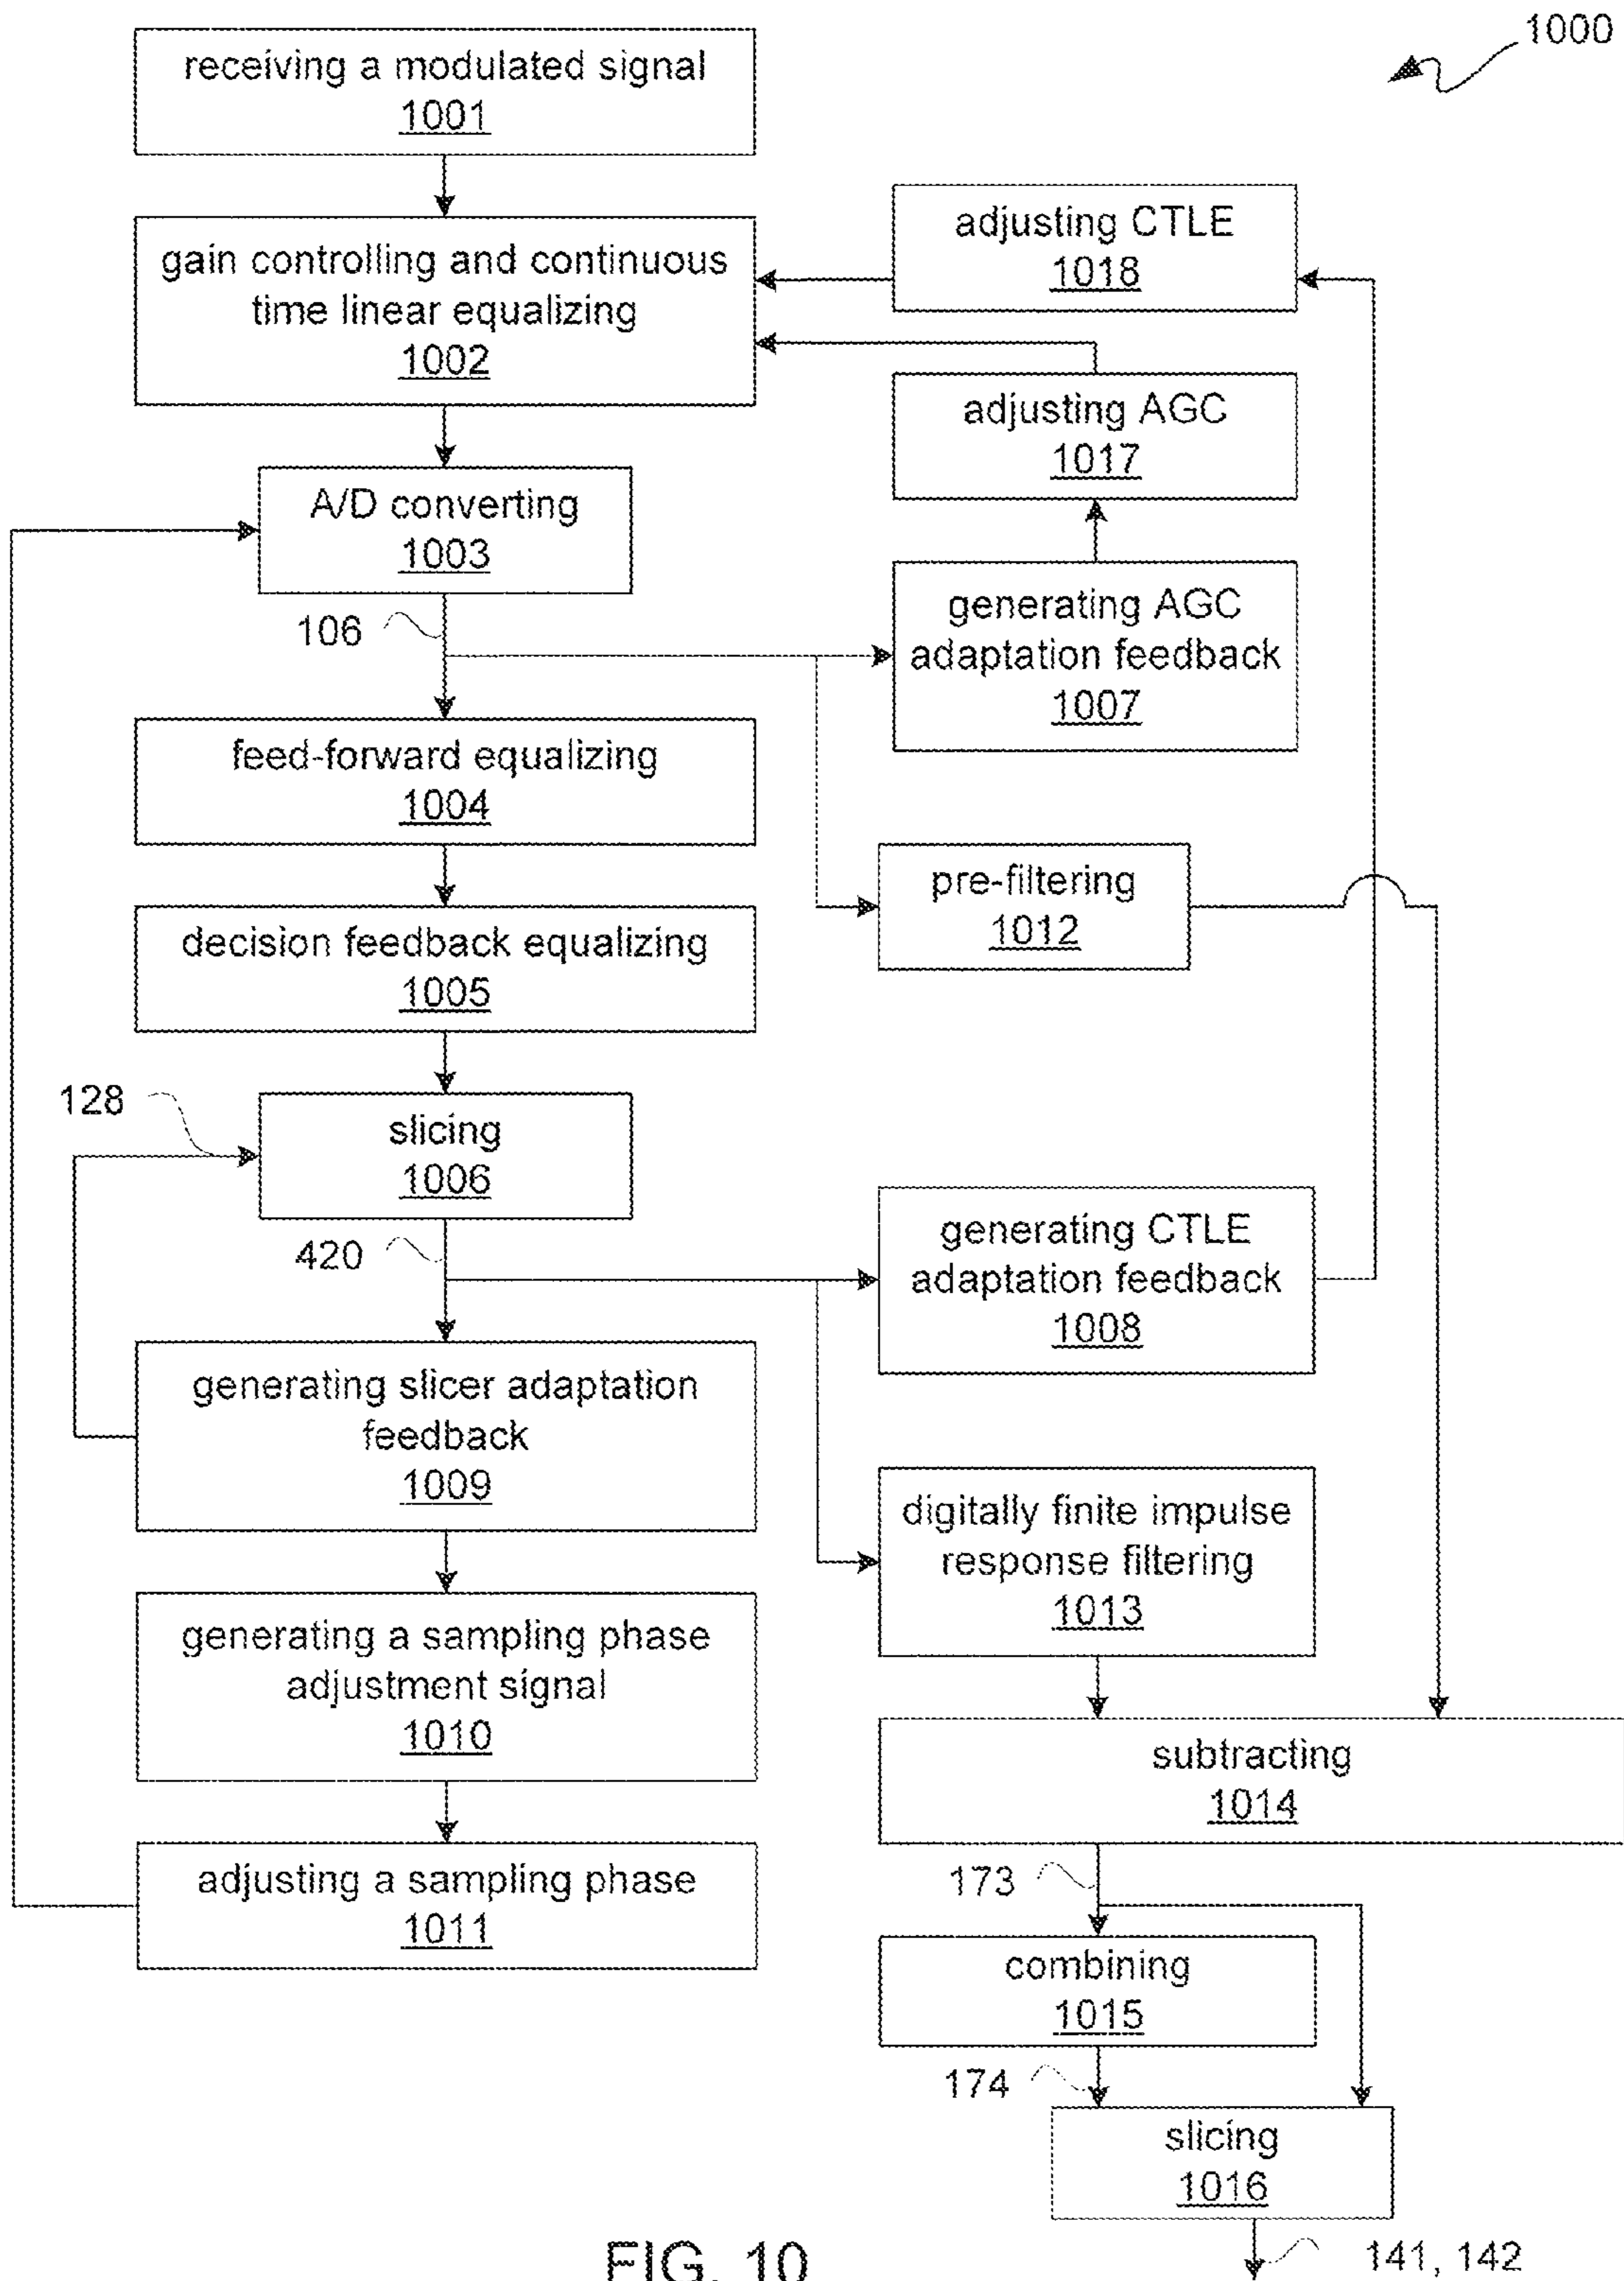 1000
receiving a modulated signal
1001
gain controlling and continuous
time linear equalizing
1002
adjusting CTLE
1018
adjusting AGC
1017
A/D converting
1003
106
generating AGC
adaptation feedback
1007
feed-forward equalizing
1004
pre-filtering
1012
decision feedback equalizing
1005
128
slicing
1006
420
generating CTLE
adaptation feedback
1008
generating slicer adaptation
feedback
1009
digitally finite impulse
response filtering
1013
generating a sampling phase
adjustment signal
1010
subtracting
1014
adjusting a sampling phase
1011
173
combining
1015
174
slicing
1016
141, 142
FIG. 10